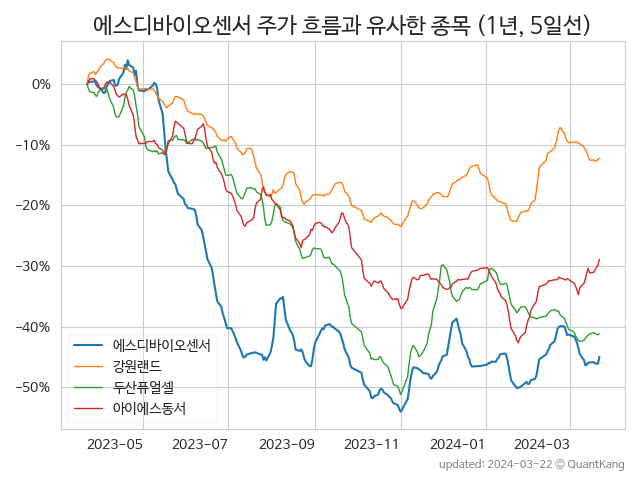 에스디바이오센서 주가 흐름과 유사한 종목 (1년, 5일선)
0%
−10%
−20%
−30%
−40%
−50%
에스디바이오센서
강원랜드
두산퓨얼셀
아이에스동서
2023-05
2023-07
2023-09
2023-11
2024-01
2024-03
updated: 2024-03-22 © QuantKang